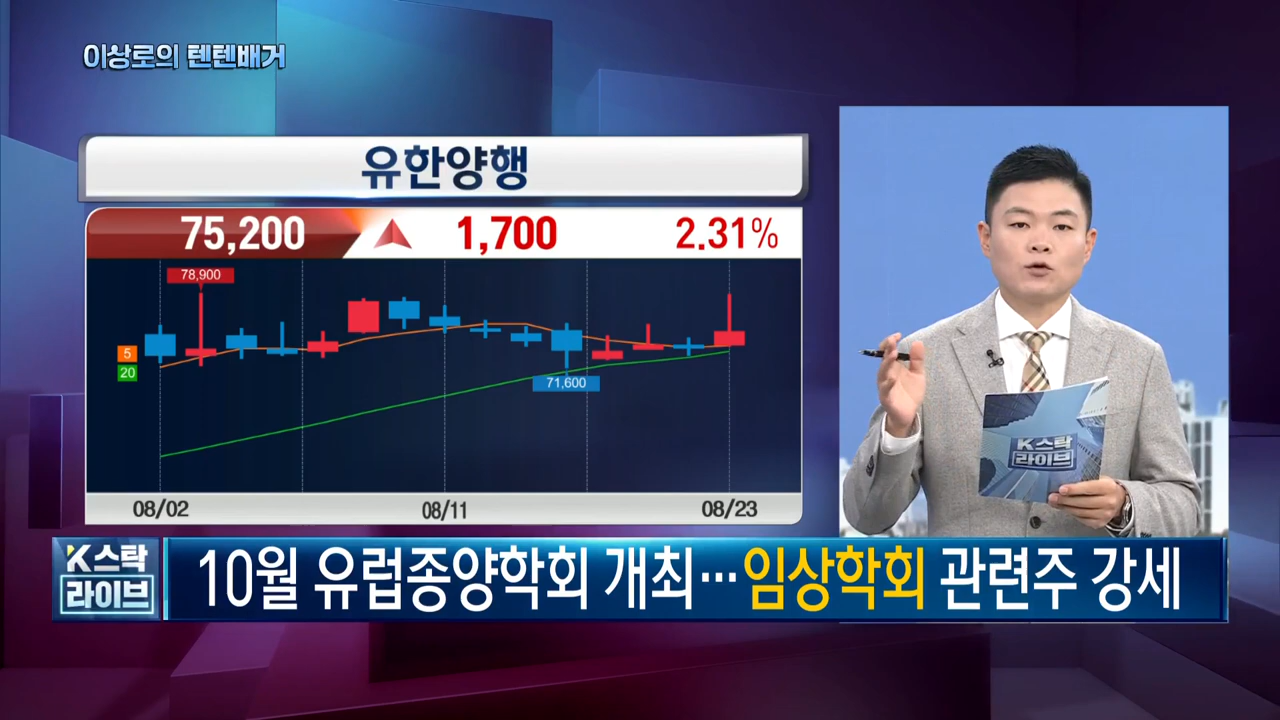 이상로의 텐텐배거
유한양행
75,200 ▲ 1,700 2.31%
78,900
5
20
71,600
08/02 08/11 08/23
K스탁
라이브
K스탁
라이브
10월 유럽종양학회 개최…임상학회 관련주 강세